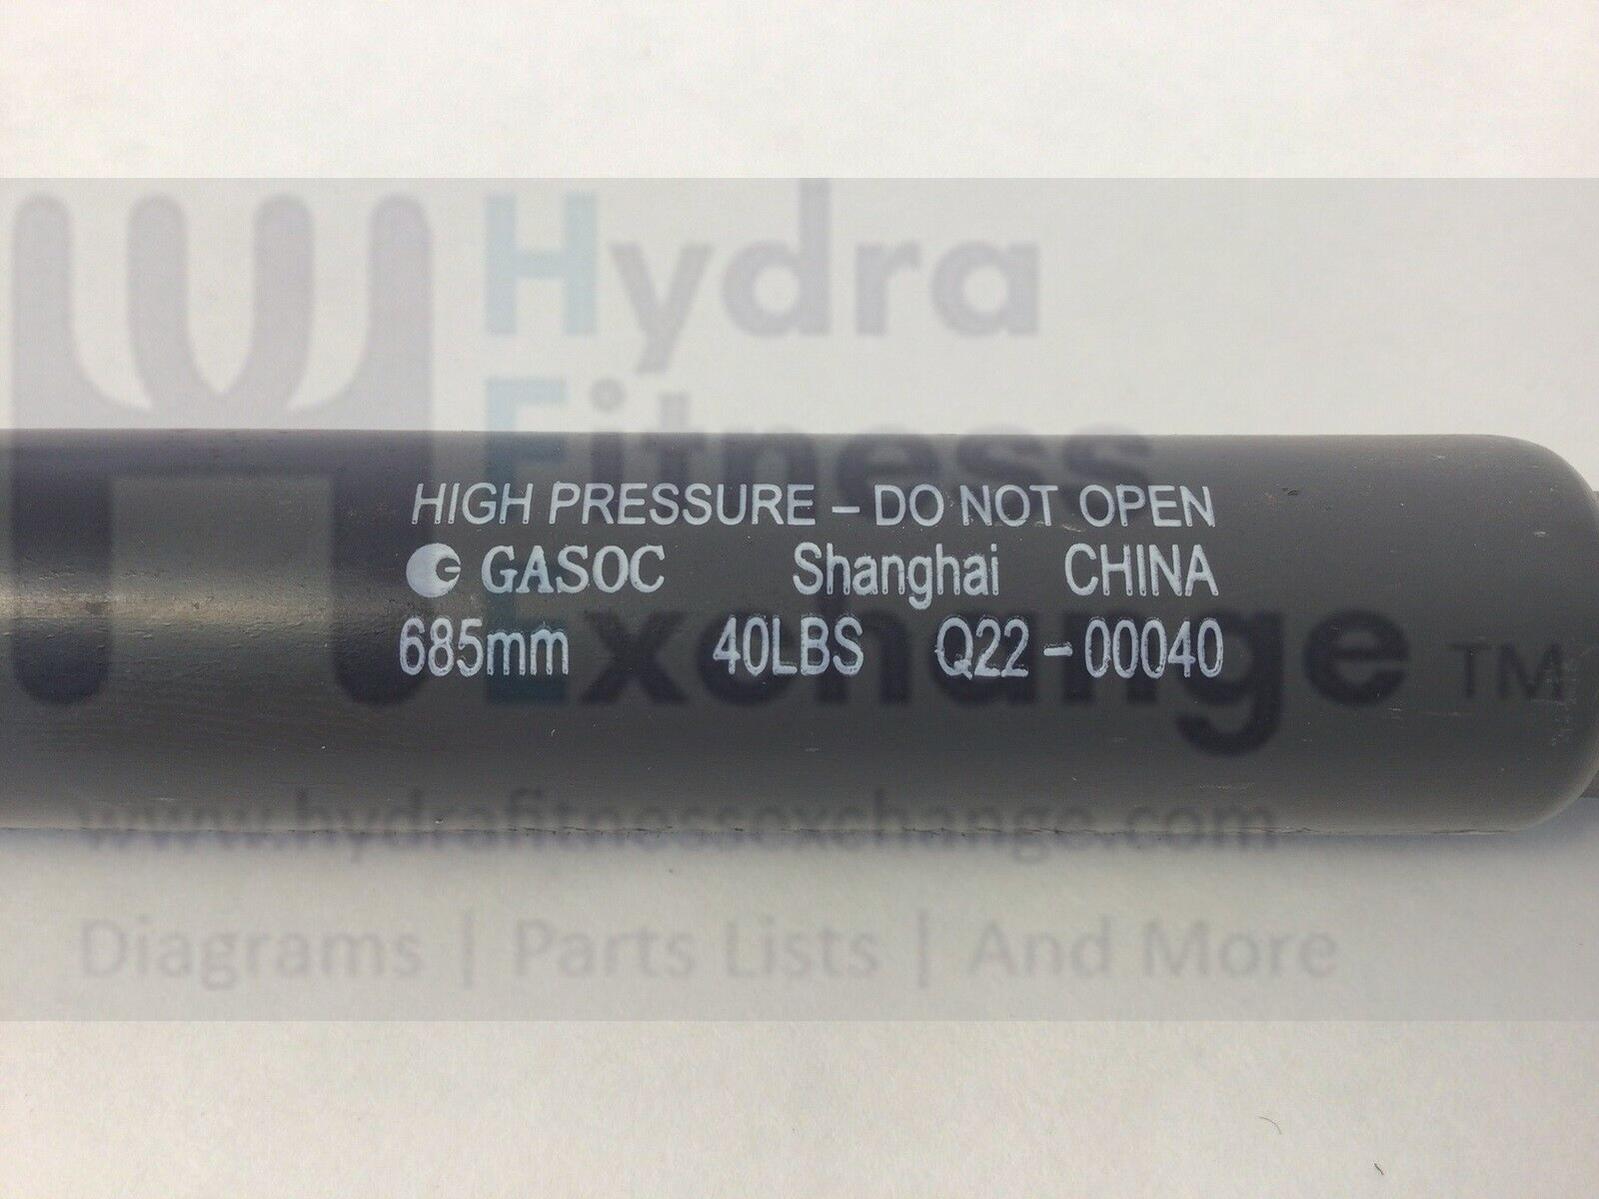 Hydra
Fitness
HIGH PRESSURE – DO NOT OPEN
GASOC Shanghai CHINA
685mm 40LBS Q22-00040
Exchange TM
www.hydrafitnessexchange.com
Diagrams | Parts Lists | And More